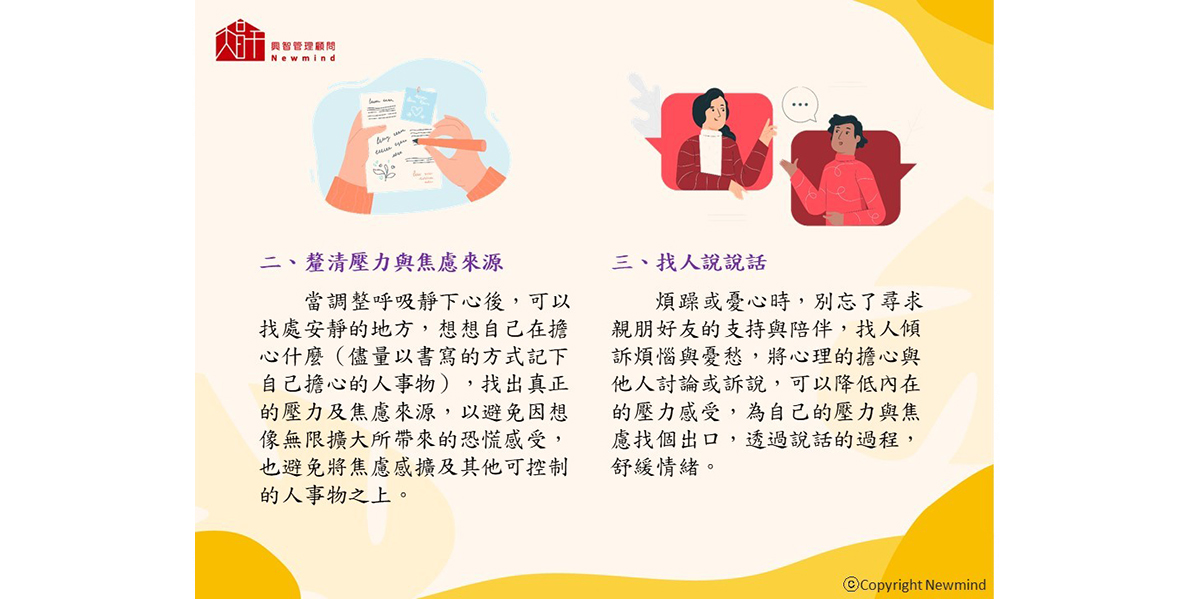 興智管理顧問
Newmind
二、釐清壓力與焦慮來源
當調整呼吸靜下心後，可以
找處安靜的地方，想想自己在擔
心什麼（儘量以書寫的方式記下
自己擔心的人事物），找出真正
的壓力及焦慮來源，以避免因想
像無限擴大所帶來的恐慌感受，
也避免將焦慮感擴及其他可控制
的人事物之上。
三、找人說說話
煩躁或憂心時，別忘了尋求
親朋好友的支持與陪伴，找人傾
訴煩惱與憂愁，將心理的擔心與
他人討論或訴說，可以降低內在
的壓力感受，為自己的壓力與焦
慮找個出口，透過說話的過程，
舒緩情緒。
©Copyright Newmind